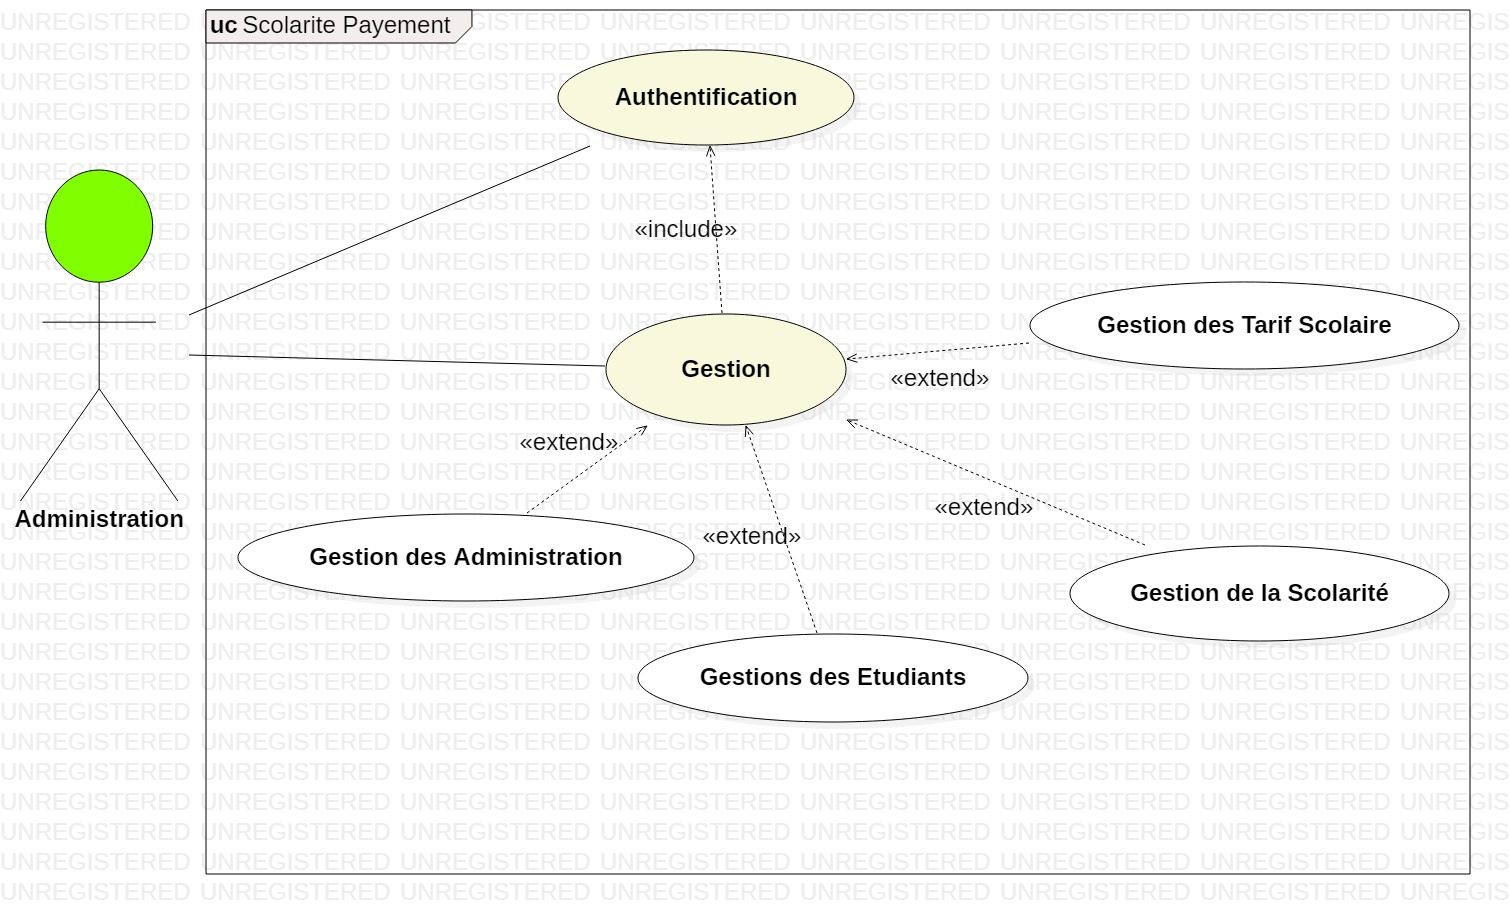 uc Scolarite Payement
Authentification
«include»
Gestion des Tarif Scolaire
Gestion
«extend»
«extend»
«extend»
Administration
«extend»
Gestion des Administration
Gestion de la Scolarité
Gestions des Etudiants
UNREGISTERED